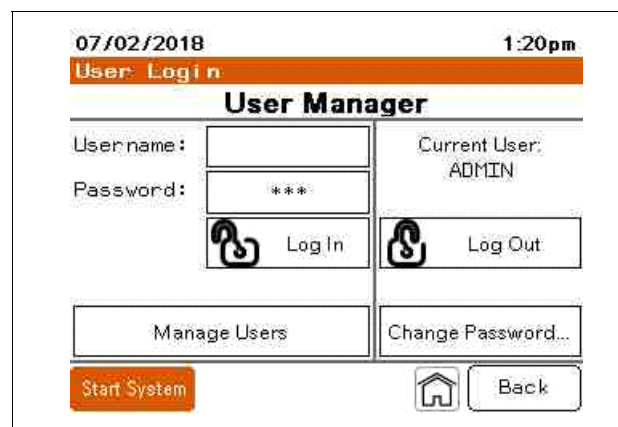 07/02/2018 1:20pm
User Login
User Manager
Username:
Current User:
ADMIN
Password: ***
Log In
Log Out
Manage Users
Change Password...
Start System
Back